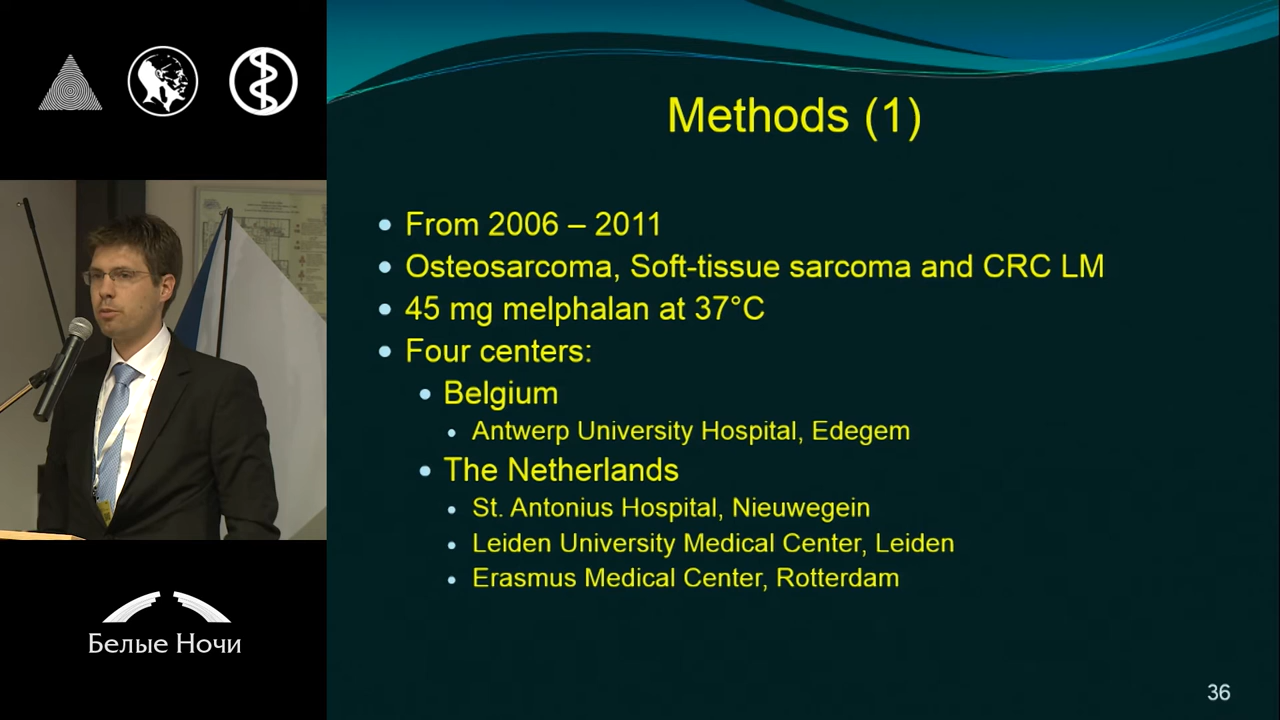 Methods (1)
From 2006 – 2011
Osteosarcoma, Soft-tissue sarcoma and CRC LM
45 mg melphalan at 37°C
Four centers:
Belgium
Antwerp University Hospital, Edegem
The Netherlands
St. Antonius Hospital, Nieuwegein
Leiden University Medical Center, Leiden
Erasmus Medical Center, Rotterdam
Белые Ночи
36